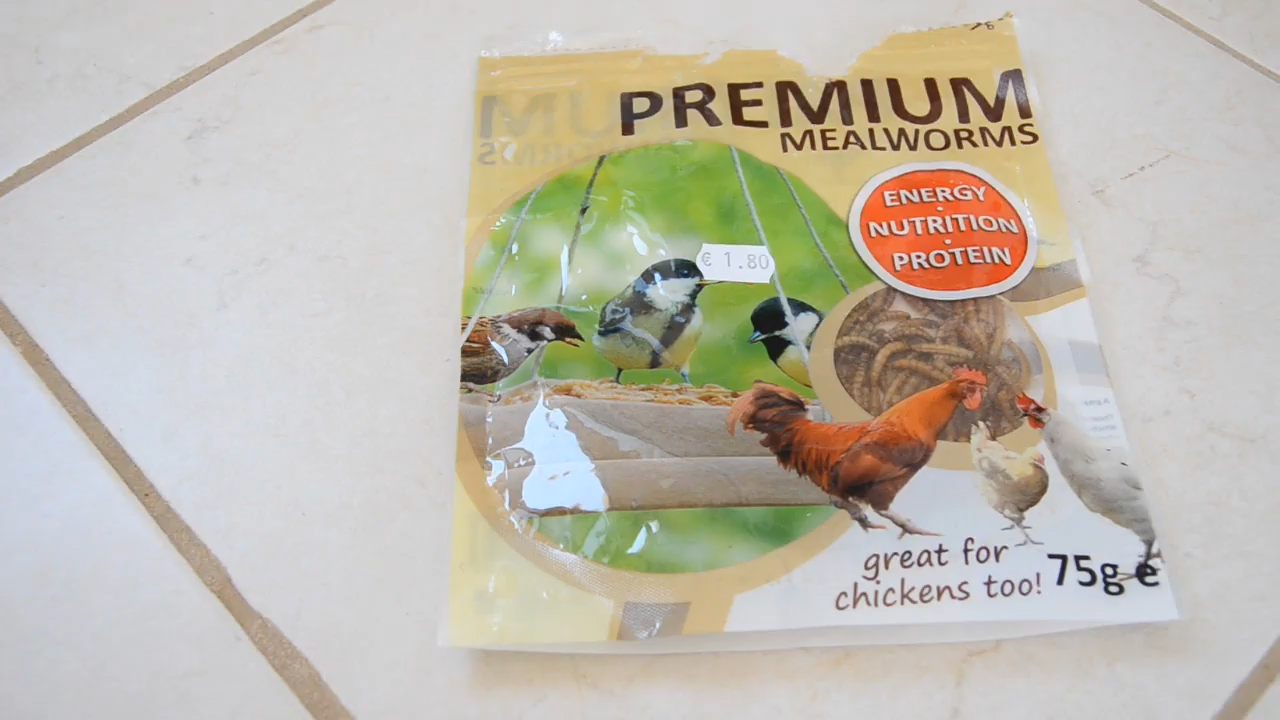 PREMIUM
MEALWORMS
ENERGY
·
NUTRITION
·
PROTEIN
€ 1.80
great for
chickens too!
75g e